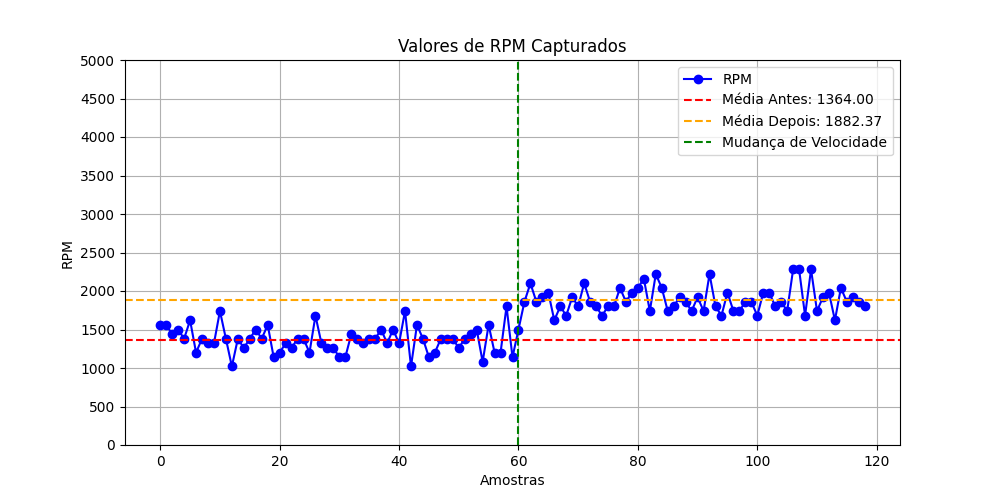 Valores de RPM Capturados
5000
4500
4000
3500
3000
2500
2000
1500
1000
500
0
RPM
RPM
Média Antes: 1364.00
Média Depois: 1882.37
Mudança de Velocidade
0 20 40 60 80 100 120
Amostras